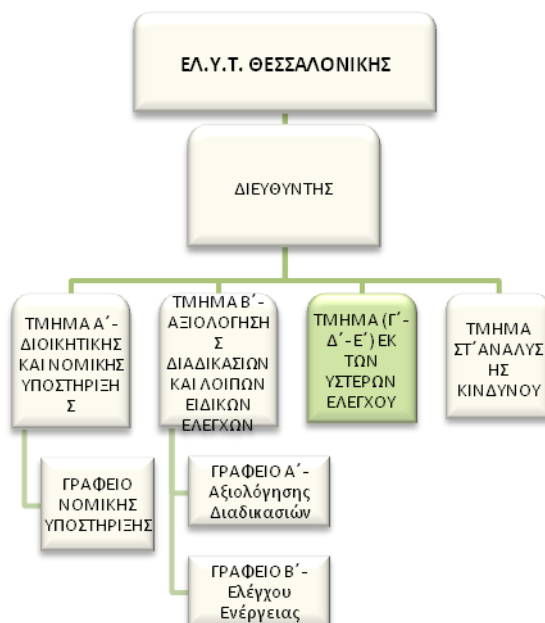 ΕΛ.Υ.Τ. ΘΕΣΣΑΛΟΝΙΚΗΣ
ΔΙΕΥΘΥΝΤΗΣ
ΤΜΗΜΑ Α΄-
ΔΙΟΙΚΗΤΙΚΗΣ
ΚΑΙ ΝΟΜΙΚΗΣ
ΥΠΟΣΤΗΡΙΞΗ
Σ
ΤΜΗΜΑ Β΄-
ΑΞΙΟΛΟΓΗΣΗ
Σ
ΔΙΑΔΙΚΑΣΙΩΝ
ΚΑΙ ΛΟΙΠΩΝ
ΕΙΔΙΚΩΝ
ΕΛΕΓΧΩΝ
ΤΜΗΜΑ (Γ΄-
Δ΄-Ε΄) ΕΚ
ΤΩΝ
ΥΣΤΕΡΩΝ
ΕΛΕΓΧΟΥ
ΤΜΗΜΑ
ΣΤ΄ΑΝΑΛΥΣ
ΗΣ
ΚΙΝΔΥΝΟΥ
ΓΡΑΦΕΙΟ
ΝΟΜΙΚΗΣ
ΥΠΟΣΤΗΡΙΞΗΣ
ΓΡΑΦΕΙΟ Α΄-
Αξιολόγησης
Διαδικασιών
ΓΡΑΦΕΙΟ Β΄-
Ελέγχου
Ενέργειας